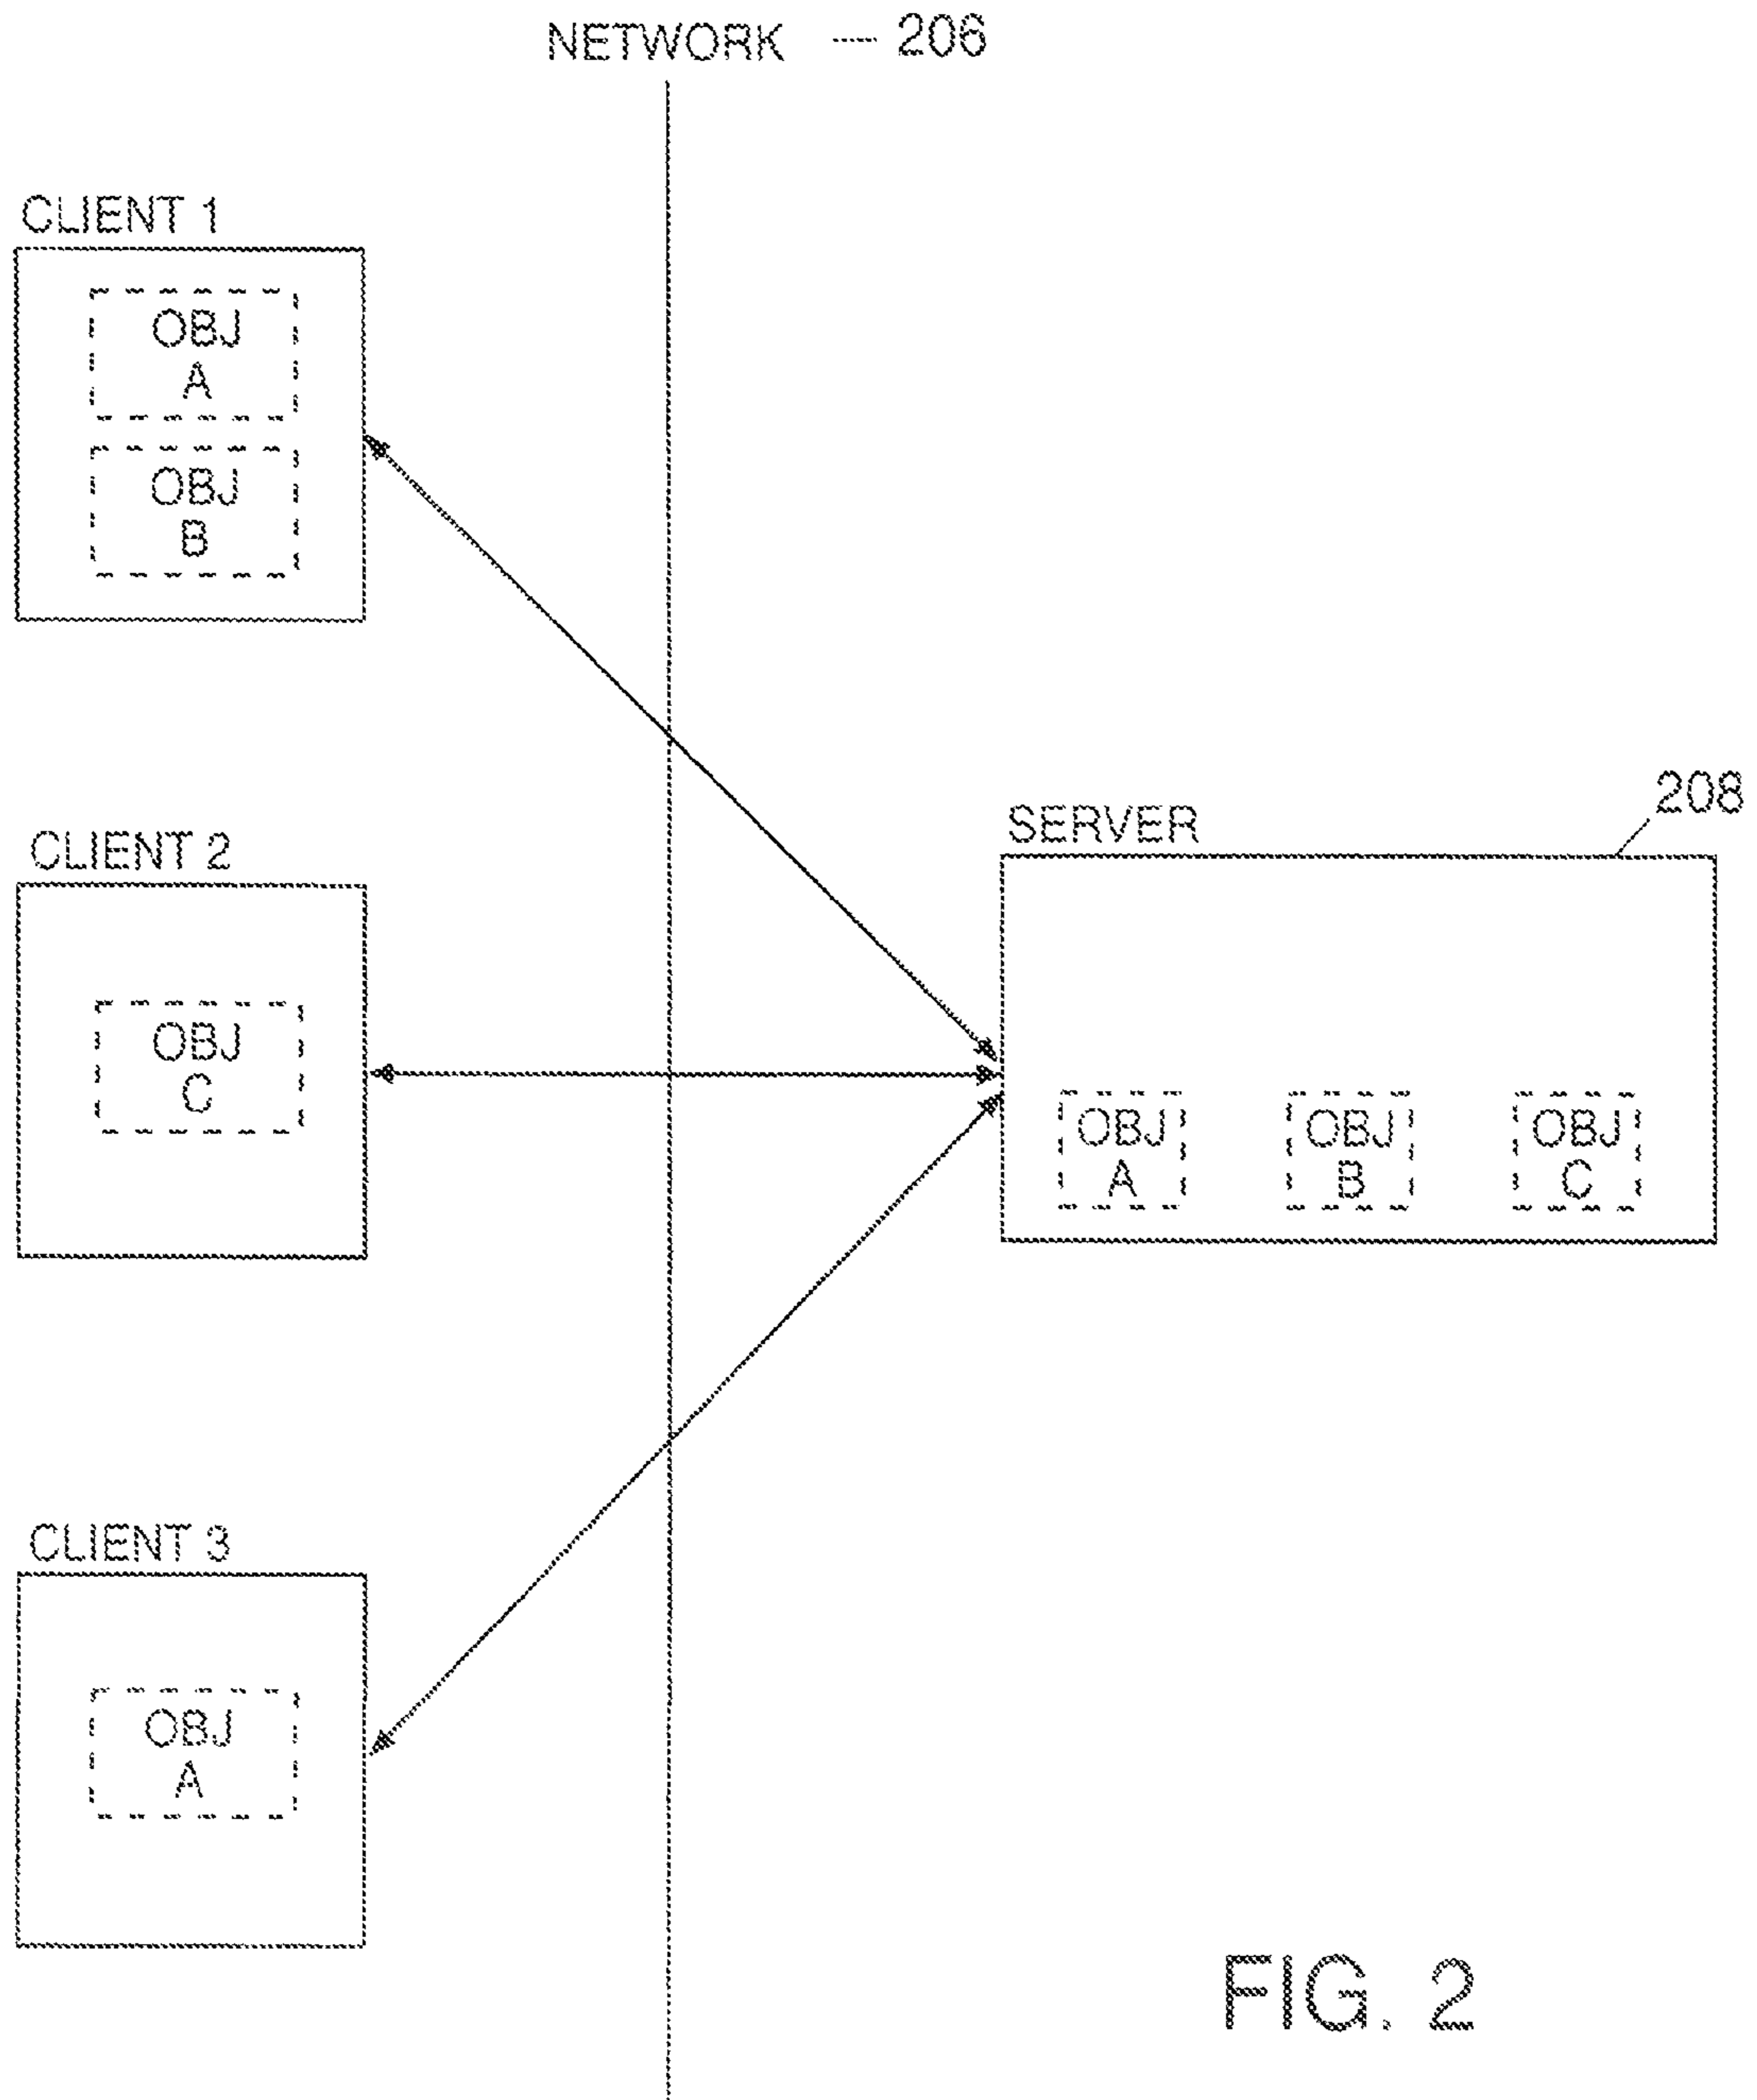 NETWORK --- 206
CLIENT 1
OBJ
A
OBJ
B
208
SERVER
CLIENT 2
OBJ
C
OBJ
A
OBJ
B
OBJ
C
CLIENT 3
OBJ
A
FIG. 2